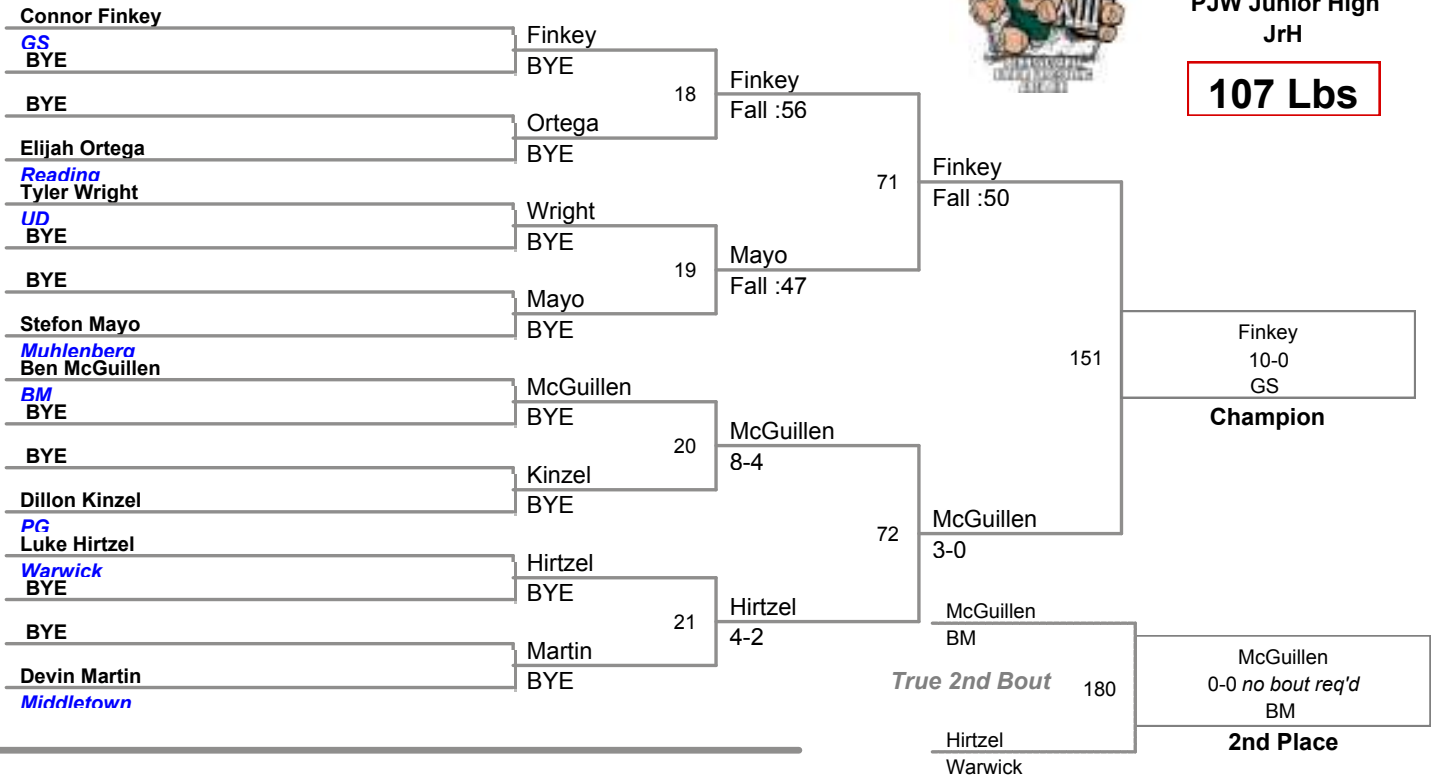 Connor Finkey
GS
BYE
BYE
Elijah Ortega
Reading
Tyler Wright
UD
BYE
BYE
Stefon Mayo
Muhlenberg
Ben McGuillen
BM
BYE
BYE
Dillon Kinzel
PG
Luke Hirtzel
Warwick
BYE
BYE
Devin Martin
Middletown
Finkey
BYE
18
Ortega
BYE
Wright
BYE
19
Mayo
BYE
McGuillen
BYE
20
Kinzel
BYE
Hirtzel
BYE
21
Martin
BYE
Finkey
Fall :56
71
Mayo
Fall :47
McGuillen
8-4
72
Hirtzel
4-2
Finkey
Fall :50
151
McGuillen
3-0
PJW Junior High
JrH
107 Lbs
Finkey
10-0
GS
Champion
McGuillen
BM
True 2nd Bout 180
Hirtzel
Warwick
McGuillen
0-0 no bout req'd
BM
2nd Place